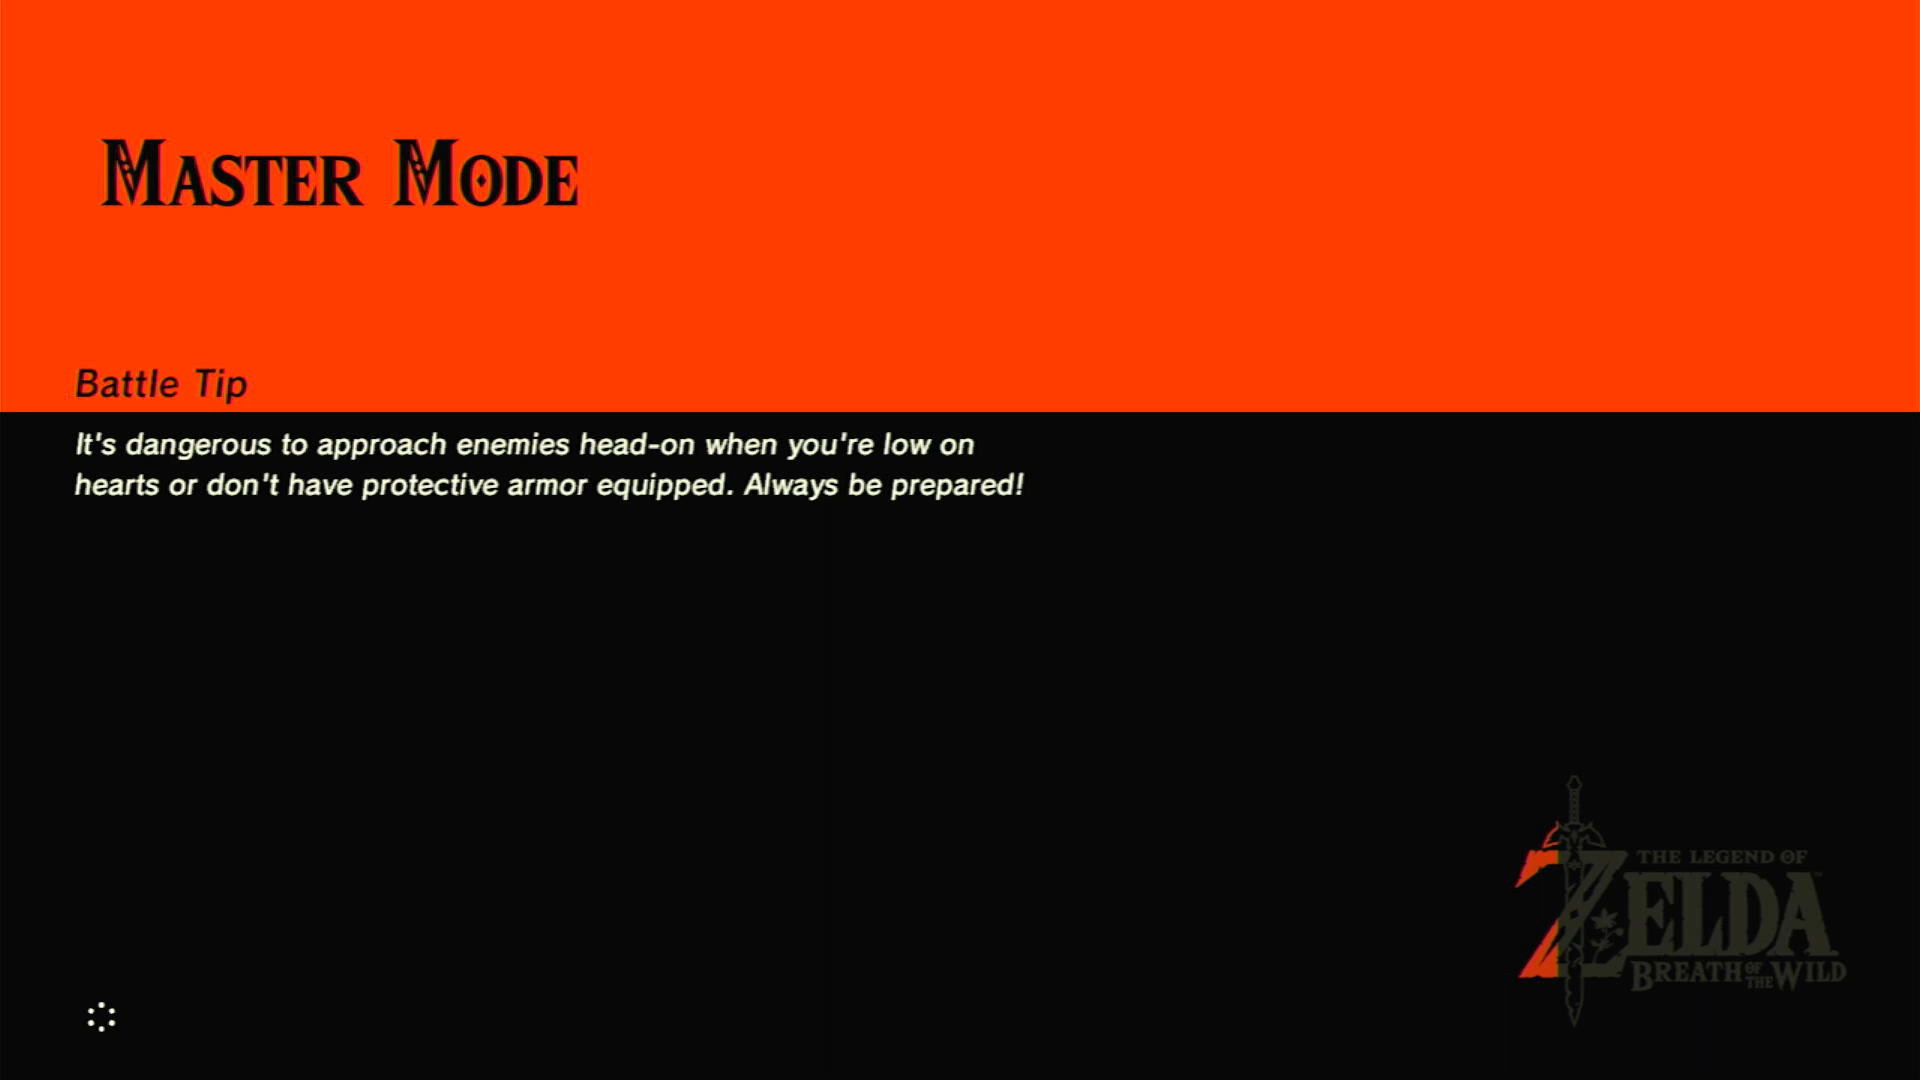 MASTER MODE
Battle Tip
It's dangerous to approach enemies head-on when you're low on
hearts or don't have protective armor equipped. Always be prepared!
THE LEGEND OF
ZELDA™
BREATH OF THE WILD